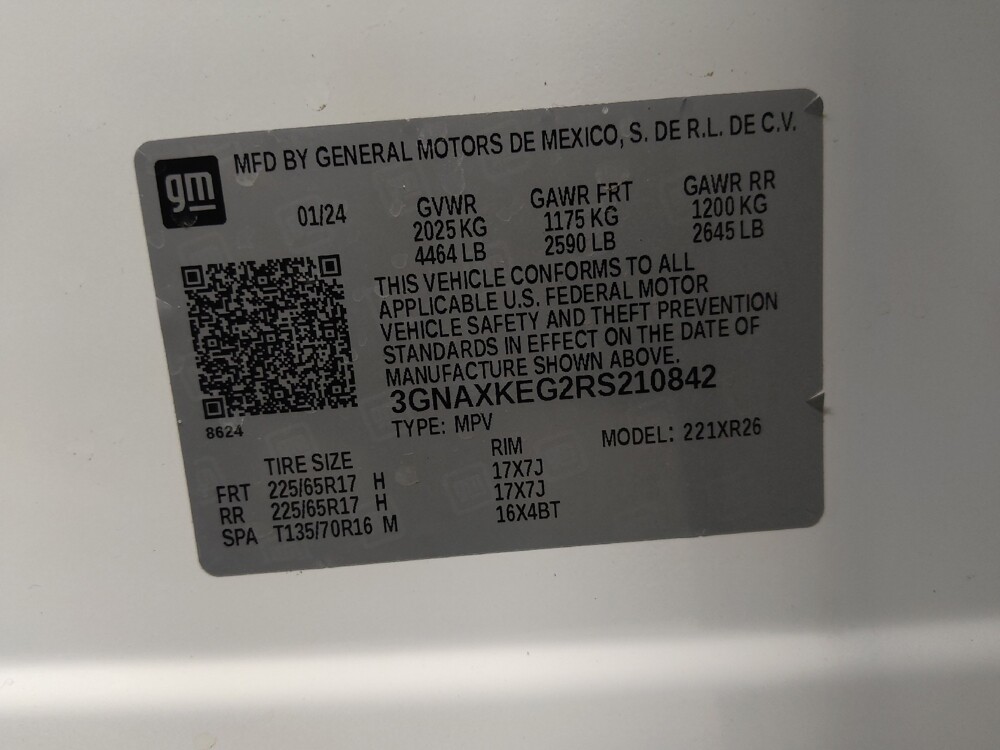 gm
MFD BY GENERAL MOTORS DE MEXICO, S. DE R.L. DE C.V.
01/24 GVWR GAWR FRT GAWR RR
2025 KG 1175 KG 1200 KG
4464 LB 2590 LB 2645 LB
THIS VEHICLE CONFORMS TO ALL
APPLICABLE U.S. FEDERAL MOTOR
VEHICLE SAFETY AND THEFT PREVENTION
STANDARDS IN EFFECT ON THE DATE OF
MANUFACTURE SHOWN ABOVE.
3GNAXKEG2RS210842
8624
TYPE: MPV
MODEL: 221XR26
TIRE SIZE RIM
FRT 225/65R17 H 17X7J
RR 225/65R17 H 17X7J
SPA T135/70R16 M 16X4BT